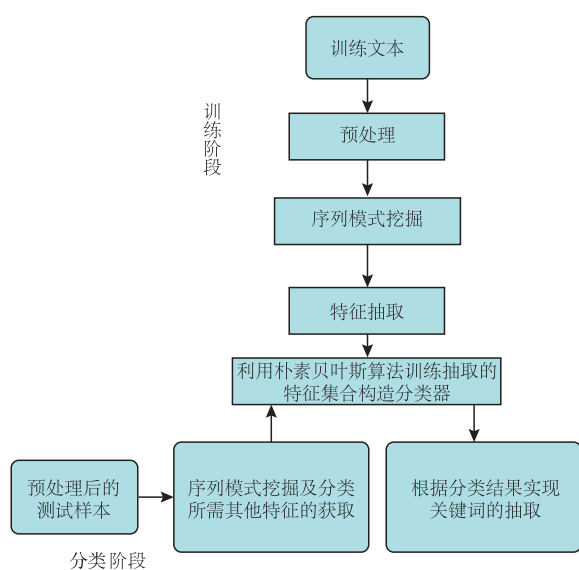 训练文本
训练阶段
预处理
序列模式挖掘
特征抽取
利用朴素贝叶斯算法训练抽取的
特征集合构造分类器
预处理后的
测试样本
序列模式挖掘及分类
所需其他特征的获取
根据分类结果实现
关键词的抽取
分类阶段